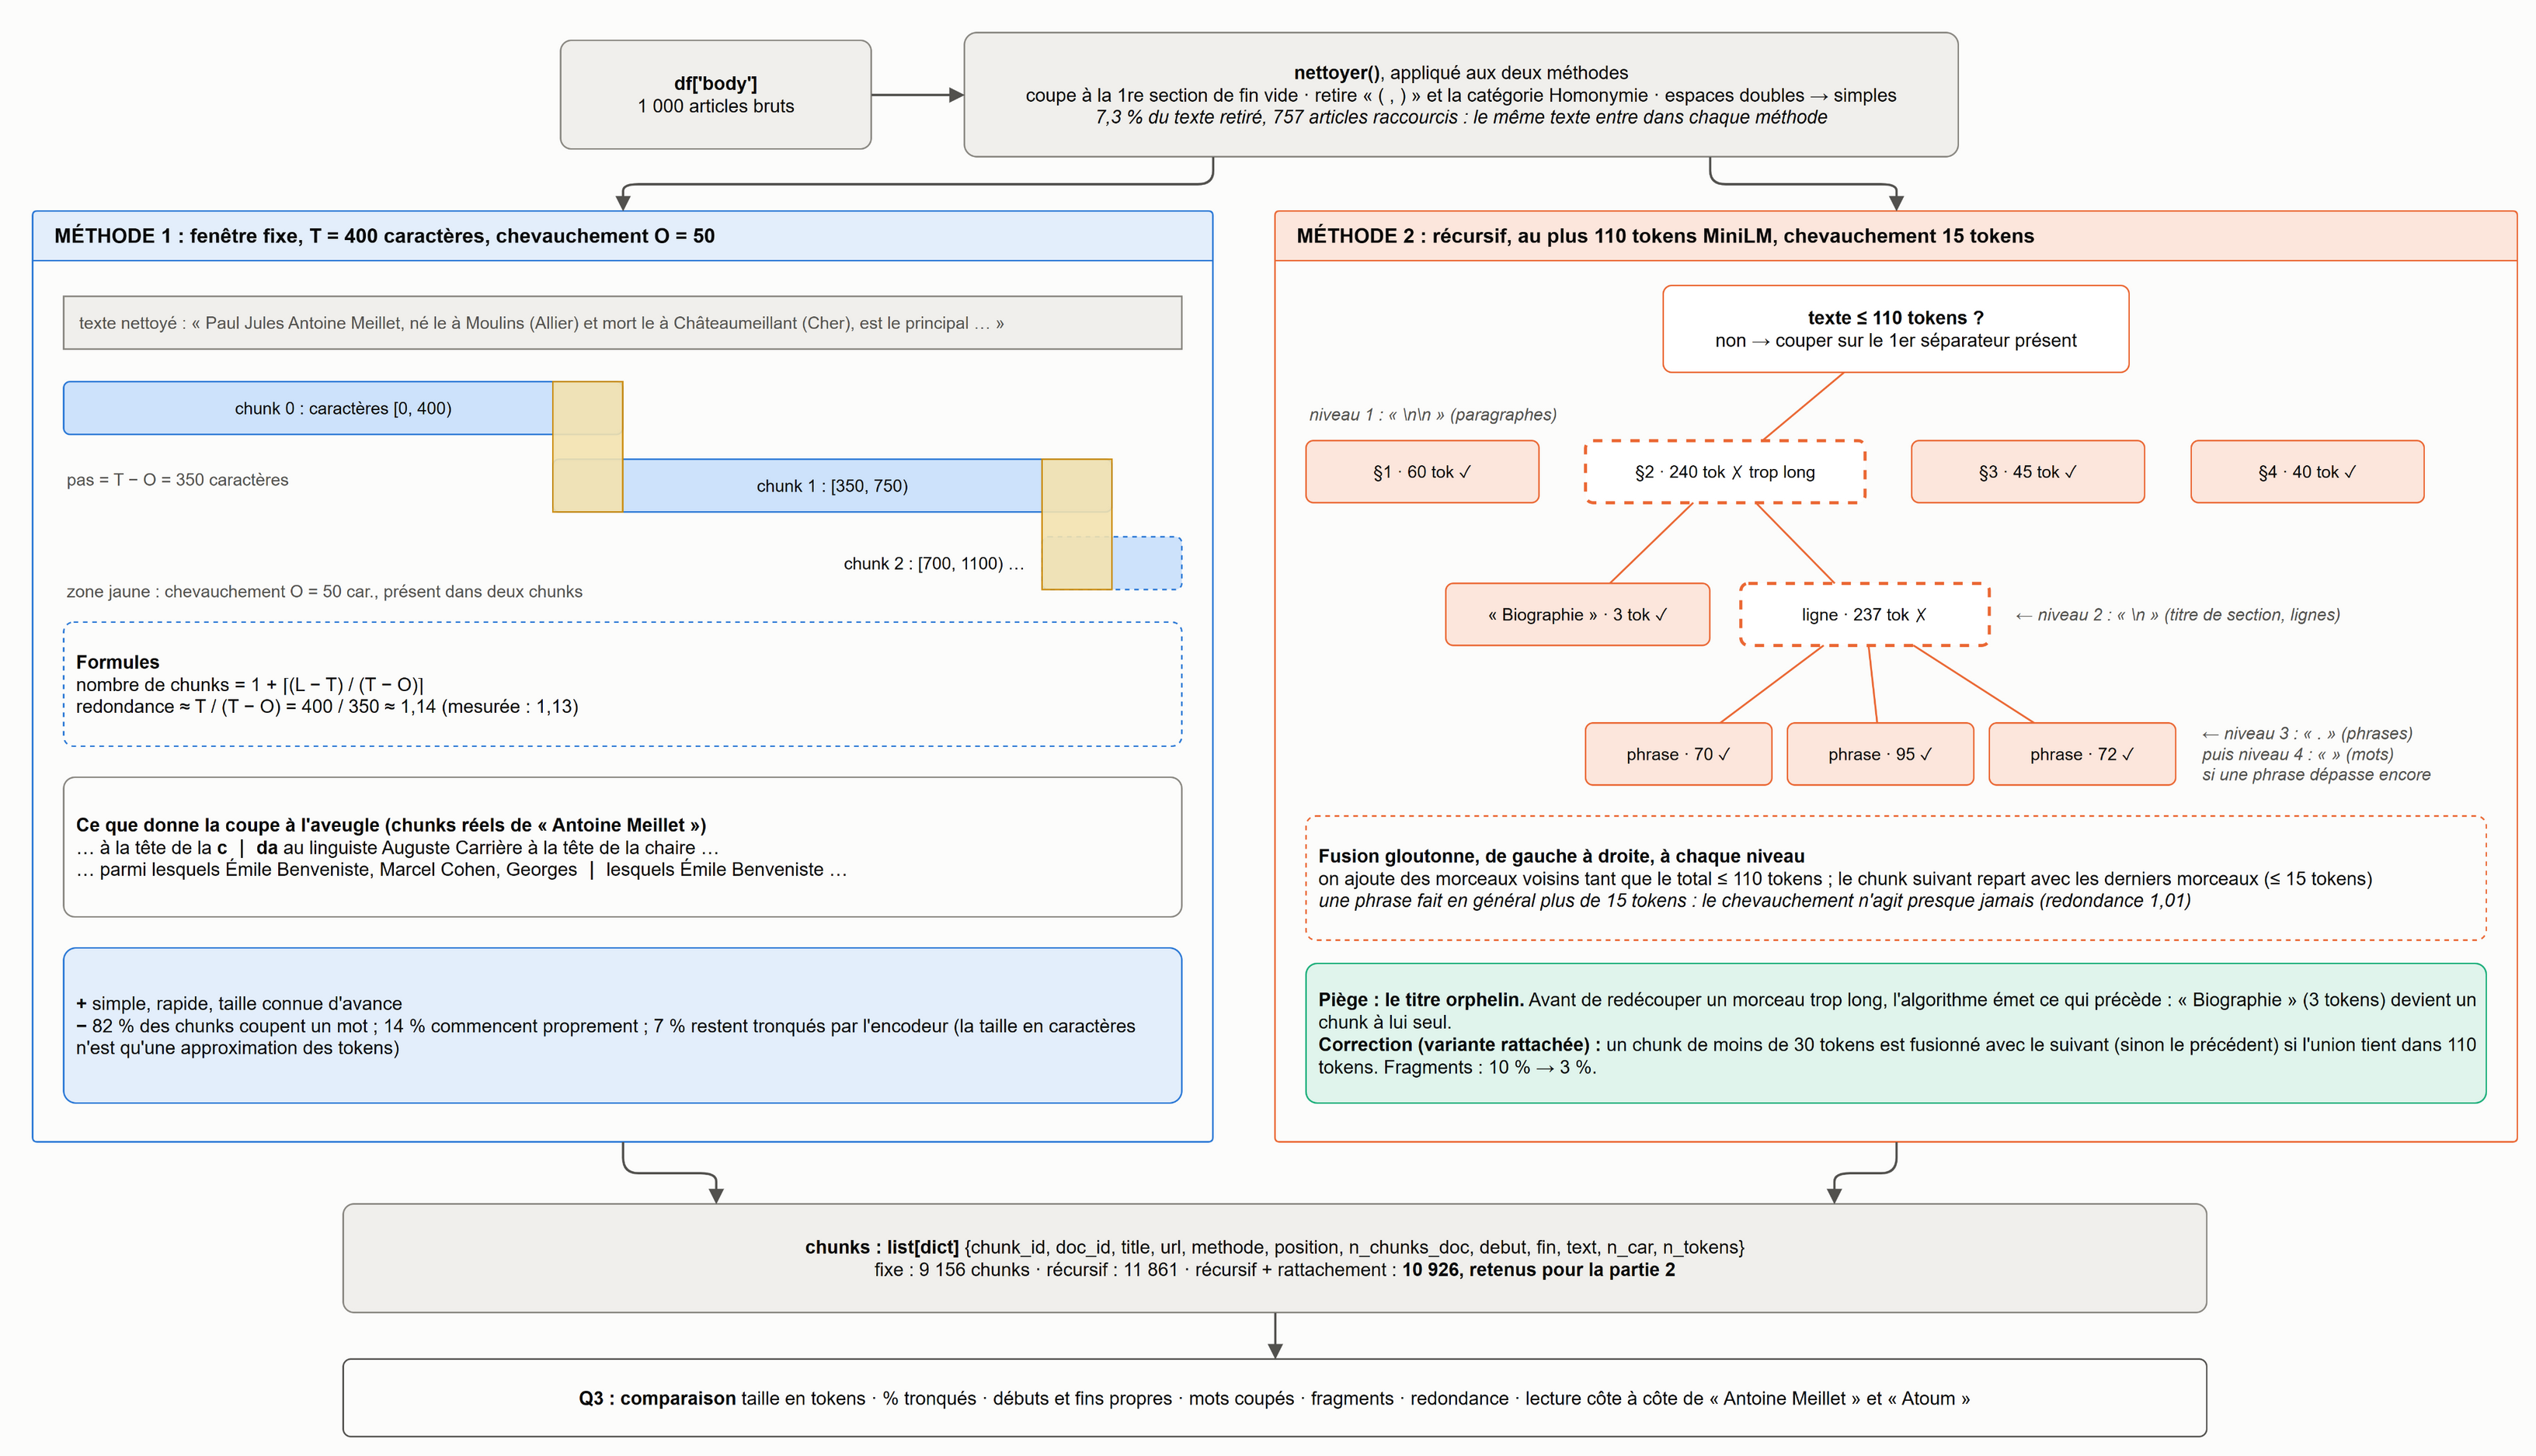 df['body']
1 000 articles bruts
nettoyer(), appliqué aux deux méthodes
coupe à la 1re section de fin vide · retire « ( , ) » et la catégorie Homonymie · espaces doubles → simples
7,3 % du texte retiré, 757 articles raccourcis : le même texte entre dans chaque méthode
MÉTHODE 1 : fenêtre fixe, T = 400 caractères, chevauchement O = 50
texte nettoyé : « Paul Jules Antoine Meillet, né le à Moulins (Allier) et mort le à Châteaumeillant (Cher), est le principal … »
chunk 0 : caractères [0, 400)
pas = T − O = 350 caractères
chunk 1 : [350, 750)
chunk 2 : [700, 1100) …
zone jaune : chevauchement O = 50 car., présent dans deux chunks
Formules
nombre de chunks = 1 + ⌈(L − T) / (T − O)⌉
redondance ≈ T / (T − O) = 400 / 350 ≈ 1,14 (mesurée : 1,13)
Ce que donne la coupe à l'aveugle (chunks réels de « Antoine Meillet »)
… à la tête de la c | da au linguiste Auguste Carrière à la tête de la chaire …
… parmi lesquels Émile Benveniste, Marcel Cohen, Georges | lesquels Émile Benveniste …
+ simple, rapide, taille connue d'avance
− 82 % des chunks coupent un mot ; 14 % commencent proprement ; 7 % restent tronqués par l'encodeur (la taille en caractères
n'est qu'une approximation des tokens)
MÉTHODE 2 : récursif, au plus 110 tokens MiniLM, chevauchement 15 tokens
texte ≤ 110 tokens ?
non → couper sur le 1er séparateur présent
niveau 1 : « \n\n » (paragraphes)
§1 · 60 tok ✓
§2 · 240 tok ✗ trop long
§3 · 45 tok ✓
§4 · 40 tok ✓
« Biographie » · 3 tok ✓
ligne · 237 tok ✗
← niveau 2 : « \n » (titre de section, lignes)
phrase · 70 ✓
phrase · 95 ✓
phrase · 72 ✓
← niveau 3 : « . » (phrases)
puis niveau 4 : « » (mots)
si une phrase dépasse encore
Fusion gloutonne, de gauche à droite, à chaque niveau
on ajoute des morceaux voisins tant que le total ≤ 110 tokens ; le chunk suivant repart avec les derniers morceaux (≤ 15 tokens)
une phrase fait en général plus de 15 tokens : le chevauchement n'agit presque jamais (redondance 1,01)
Piège : le titre orphelin. Avant de redécouper un morceau trop long, l'algorithme émet ce qui précède : « Biographie » (3 tokens) devient un
chunk à lui seul.
Correction (variante rattachée) : un chunk de moins de 30 tokens est fusionné avec le suivant (sinon le précédent) si l'union tient dans 110
tokens. Fragments : 10 % → 3 %.
chunks : list[dict] {chunk_id, doc_id, title, url, methode, position, n_chunks_doc, debut, fin, text, n_car, n_tokens}
fixe : 9 156 chunks · récursif : 11 861 · récursif + rattachement : 10 926, retenus pour la partie 2
Q3 : comparaison taille en tokens · % tronqués · débuts et fins propres · mots coupés · fragments · redondance · lecture côte à côte de « Antoine Meillet » et « Atoum »